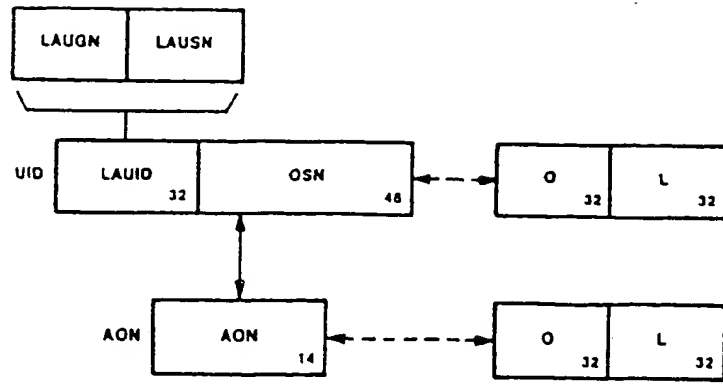 LAUGN LAUSN
UID LAUID 32 OSN 48 O 32 L 32
AON AON 14 O 32 L 32